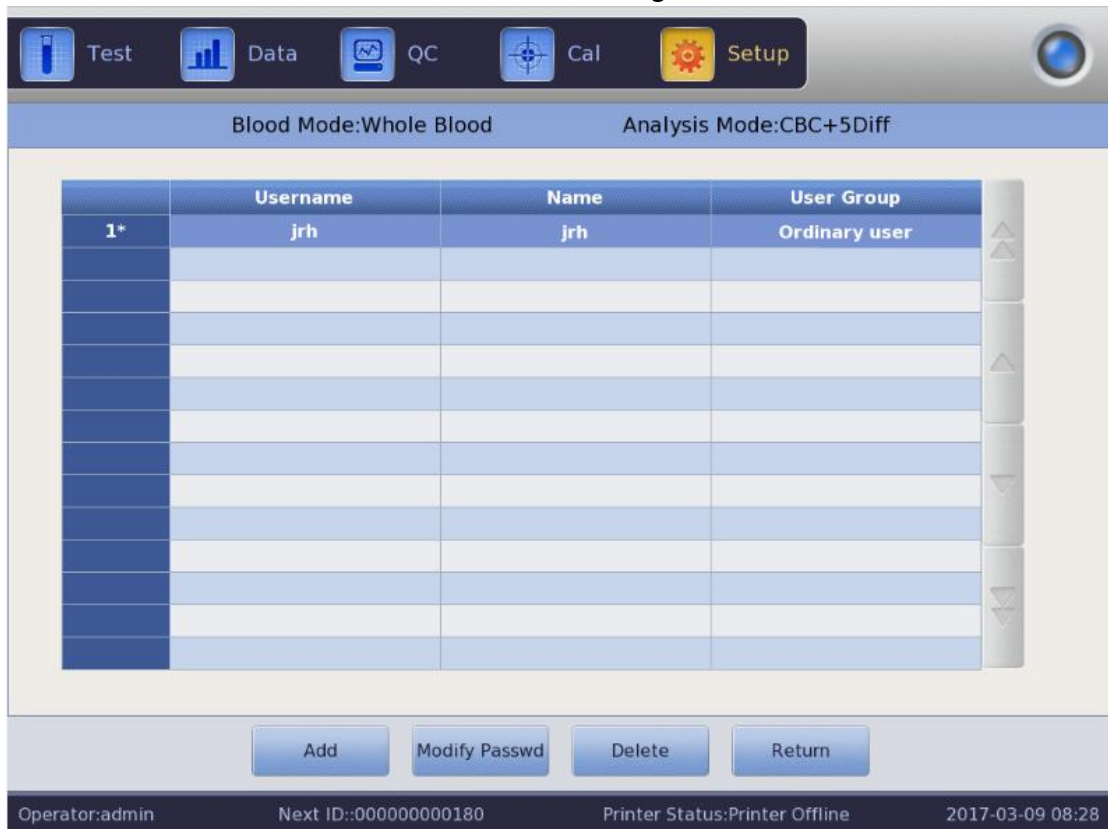 Test Data QC Cal Setup
Blood Mode:Whole Blood Analysis Mode:CBC+5Diff
Username Name User Group
1* jrh jrh Ordinary user
Add Modify Passwd Delete Return
Operator:admin Next ID::000000000180 Printer Status:Printer Offline 2017-03-09 08:28